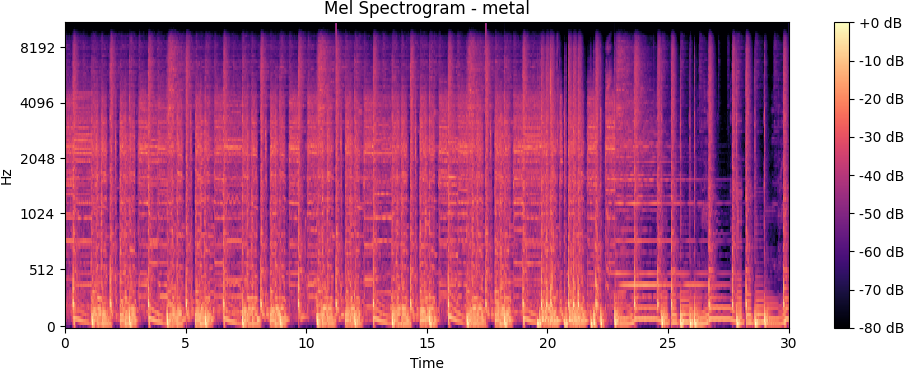 Mel Spectrogram - metal
Hz
8192
4096
2048
1024
512
0
0 5 10 15 20 25 30
Time
+0 dB
-10 dB
-20 dB
-30 dB
-40 dB
-50 dB
-60 dB
-70 dB
-80 dB